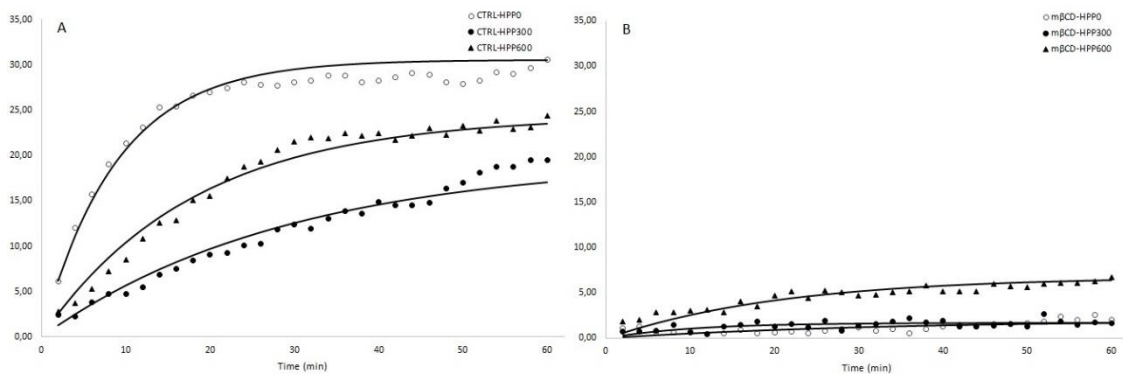 A
CTRL-HPP0
CTRL-HPP300
CTRL-HPP600
35,00
30,00
25,00
20,00
15,00
10,00
5,00
0,00
0 10 20 30 40 50 60
Time (min)
B
mβCD-HPP0
mβCD-HPP300
mβCD-HPP600
35,00
30,00
25,00
20,00
15,00
10,00
5,00
0,00
0 10 20 30 40 50 60
Time (min)